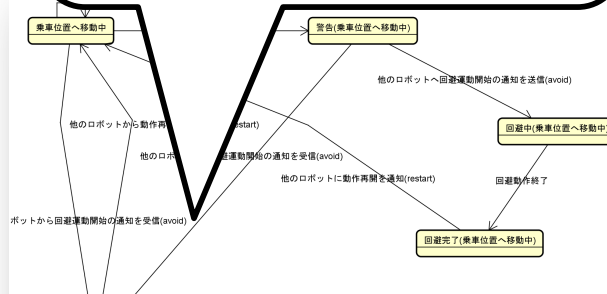 乗車位置へ移動中
警告(乗車位置へ移動中)
他のロボットへ回避運動開始の通知を送信(avoid)
他のロボットから動作再
estart)
回避中(乗車位置へ移動中)
他のロボ
避運動開始の通知を受信(avoid)
他のロボットに動作再開を通知(restart)
回避動作終了
ボットから回避運動開始の通知を受信(avoid)
回避完了(乗車位置へ移動中)